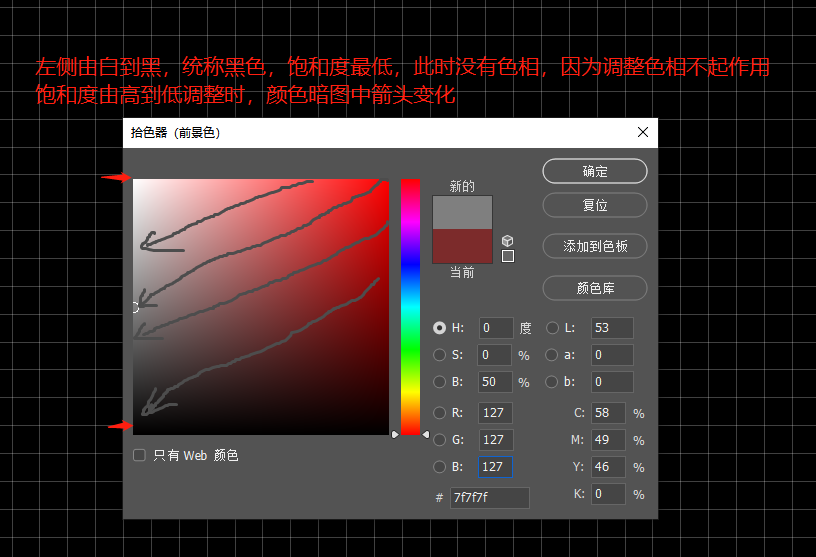 左侧由白到黑，统称黑色，饱和度最低，此时没有色相，因为调整色相不起作用
饱和度由高到低调整时，颜色暗图中箭头变化
拾色器（前景色）
新的
当前
确定
复位
添加到色板
颜色库
H: 0 度 L: 53
S: 0 % a: 0
B: 50 % b: 0
R: 127 C: 58 %
G: 127 M: 49 %
B: 127 Y: 46 %
# 7f7f7f K: 0 %
只有 Web 颜色